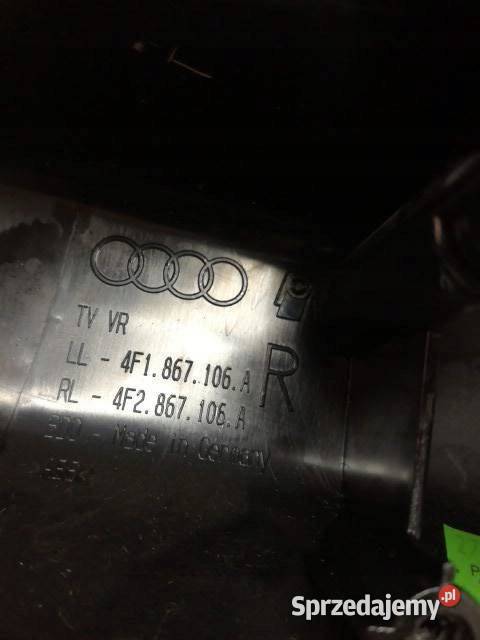 TV VR
LL - 4F1.867.106.A
R
RL - 4F2.867.106.A
Made in Germany
P
Sprzedajemy.pl